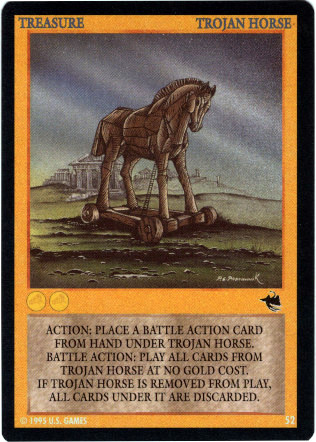 TREASURE TROJAN HORSE
ACTION: PLACE A BATTLE ACTION CARD
FROM HAND UNDER TROJAN HORSE.
BATTLE ACTION: PLAY ALL CARDS FROM
TROJAN HORSE AT NO GOLD COST.
IF TROJAN HORSE IS REMOVED FROM PLAY,
ALL CARDS UNDER IT ARE DISCARDED.
© 1995 U.S. GAMES 52